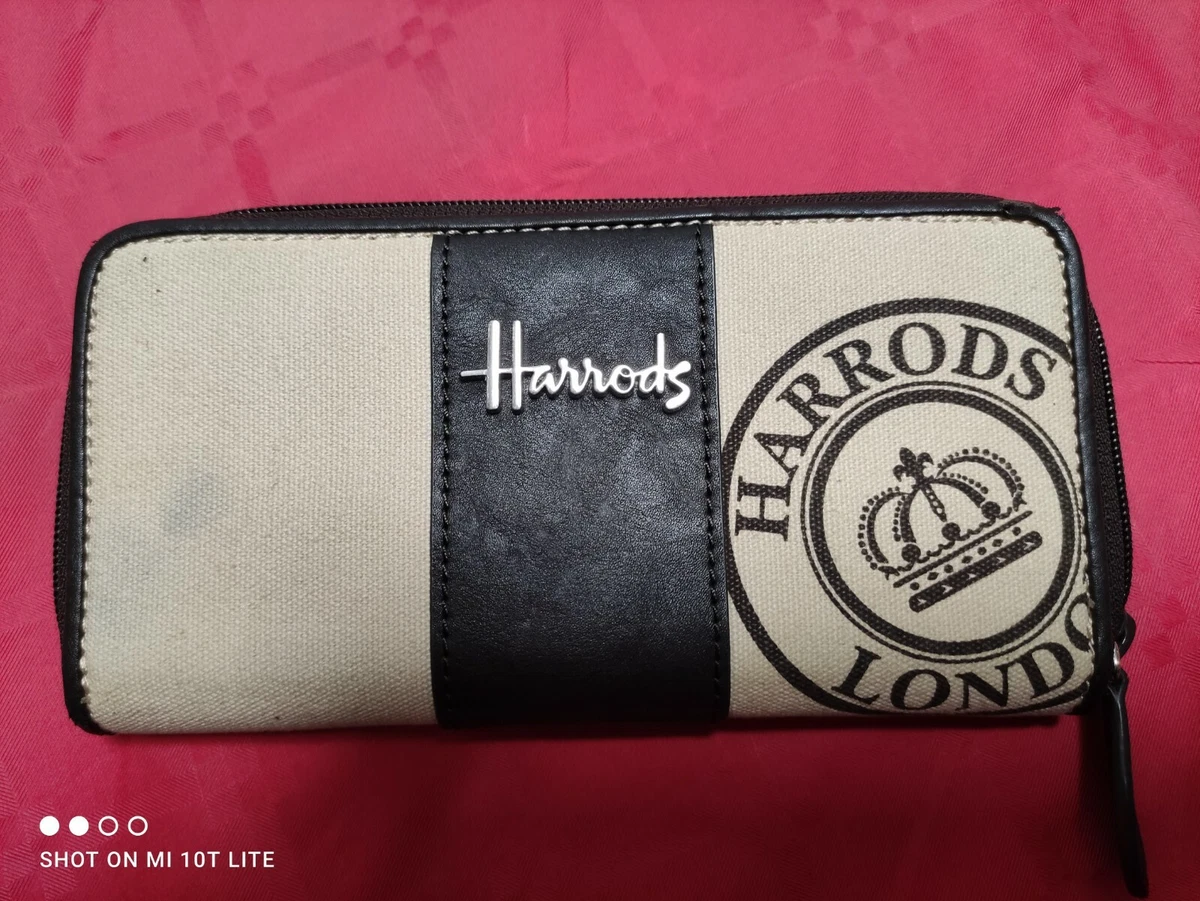 Harrods
HARRODS
LONDO
SHOT ON MI 10T LITE